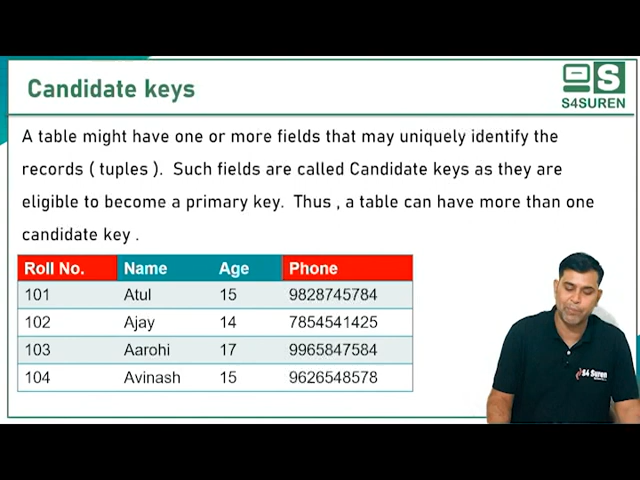 Candidate keys
S
S4SUREN
A table might have one or more fields that may uniquely identify the
records ( tuples ). Such fields are called Candidate keys as they are
eligible to become a primary key. Thus , a table can have more than one
candidate key .
Roll No. Name Age Phone
101 Atul 15 9828745784
102 Ajay 14 7854541425
103 Aarohi 17 9965847584
104 Avinash 15 9626548578
S4 Suren